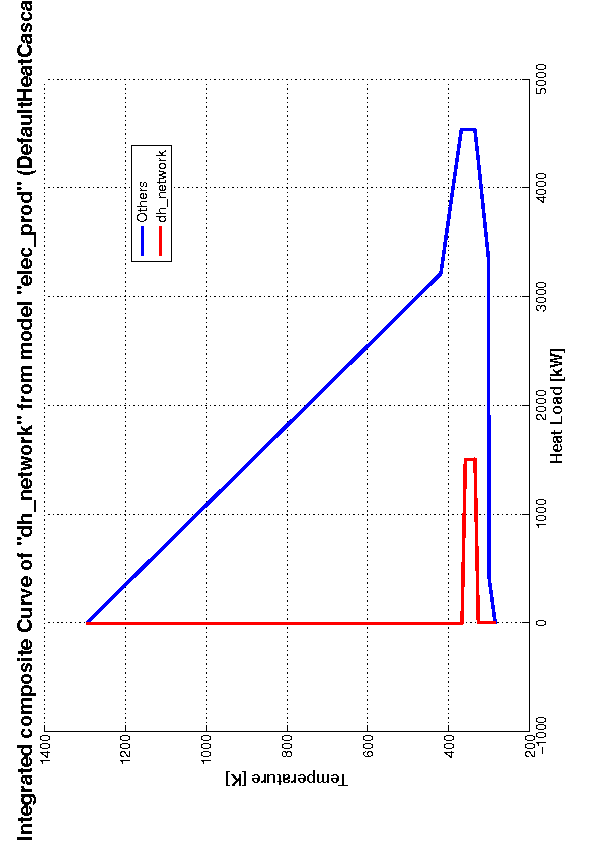 Integrated composite Curve of "dh_network" from model "elec_prod" (DefaultHeatCasca
Others
dh_network
1400
1200
1000
800
600
400
200
Temperature [K]
-1000
0
1000
2000
3000
4000
5000
Heat Load [kW]